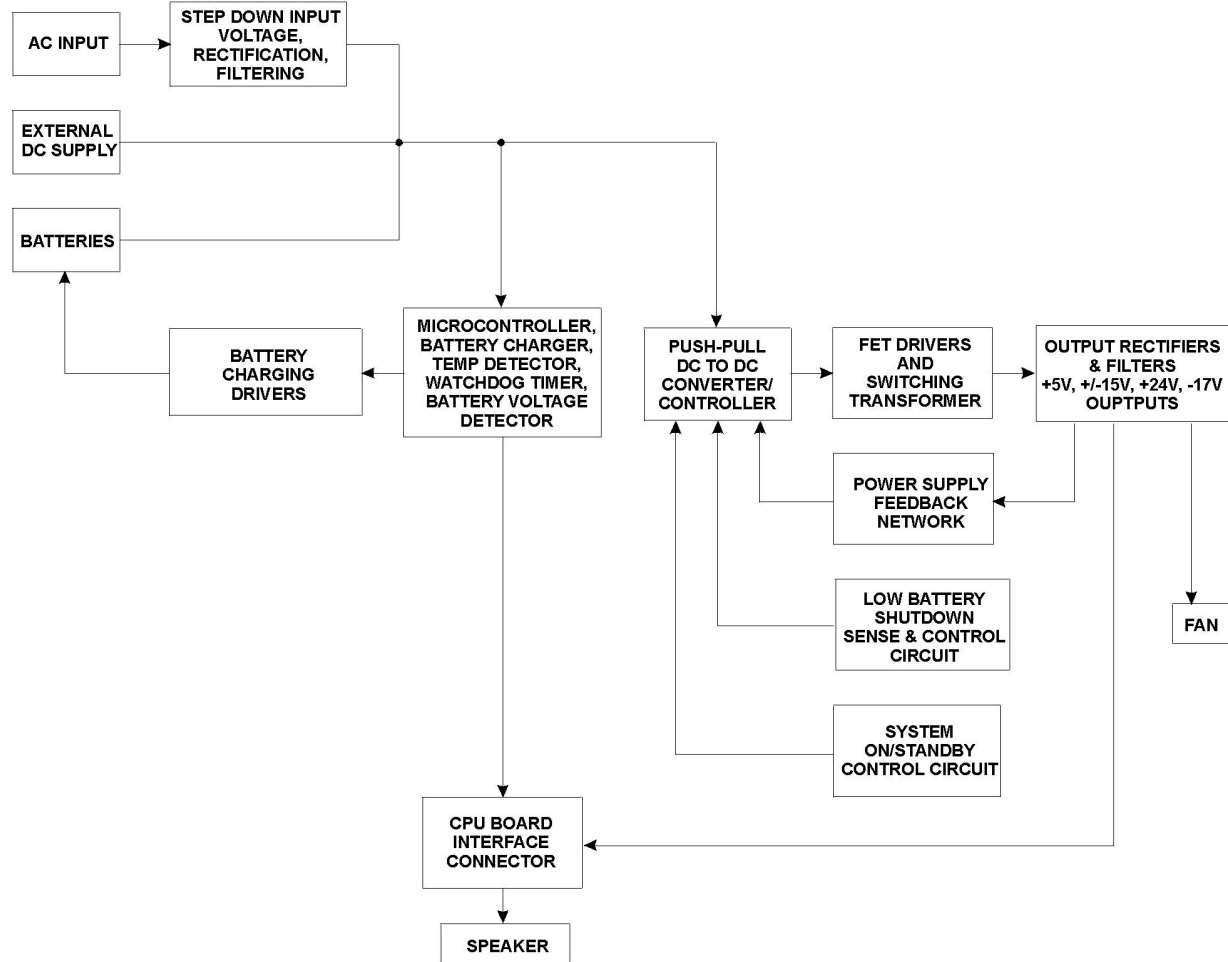 AC INPUT
STEP DOWN INPUT
VOLTAGE,
RECTIFICATION,
FILTERING
EXTERNAL
DC SUPPLY
BATTERIES
BATTERY
CHARGING
DRIVERS
MICROCONTROLLER,
BATTERY CHARGER,
TEMP DETECTOR,
WATCHDOG TIMER,
BATTERY VOLTAGE
DETECTOR
PUSH-PULL
DC TO DC
CONVERTER/
CONTROLLER
FET DRIVERS
AND
SWITCHING
TRANSFORMER
OUTPUT RECTIFIERS
& FILTERS
+5V, +/-15V, +24V, -17V
OUPTPUTS
POWER SUPPLY
FEEDBACK
NETWORK
LOW BATTERY
SHUTDOWN
SENSE & CONTROL
CIRCUIT
FAN
SYSTEM
ON/STANDBY
CONTROL CIRCUIT
CPU BOARD
INTERFACE
CONNECTOR
SPEAKER